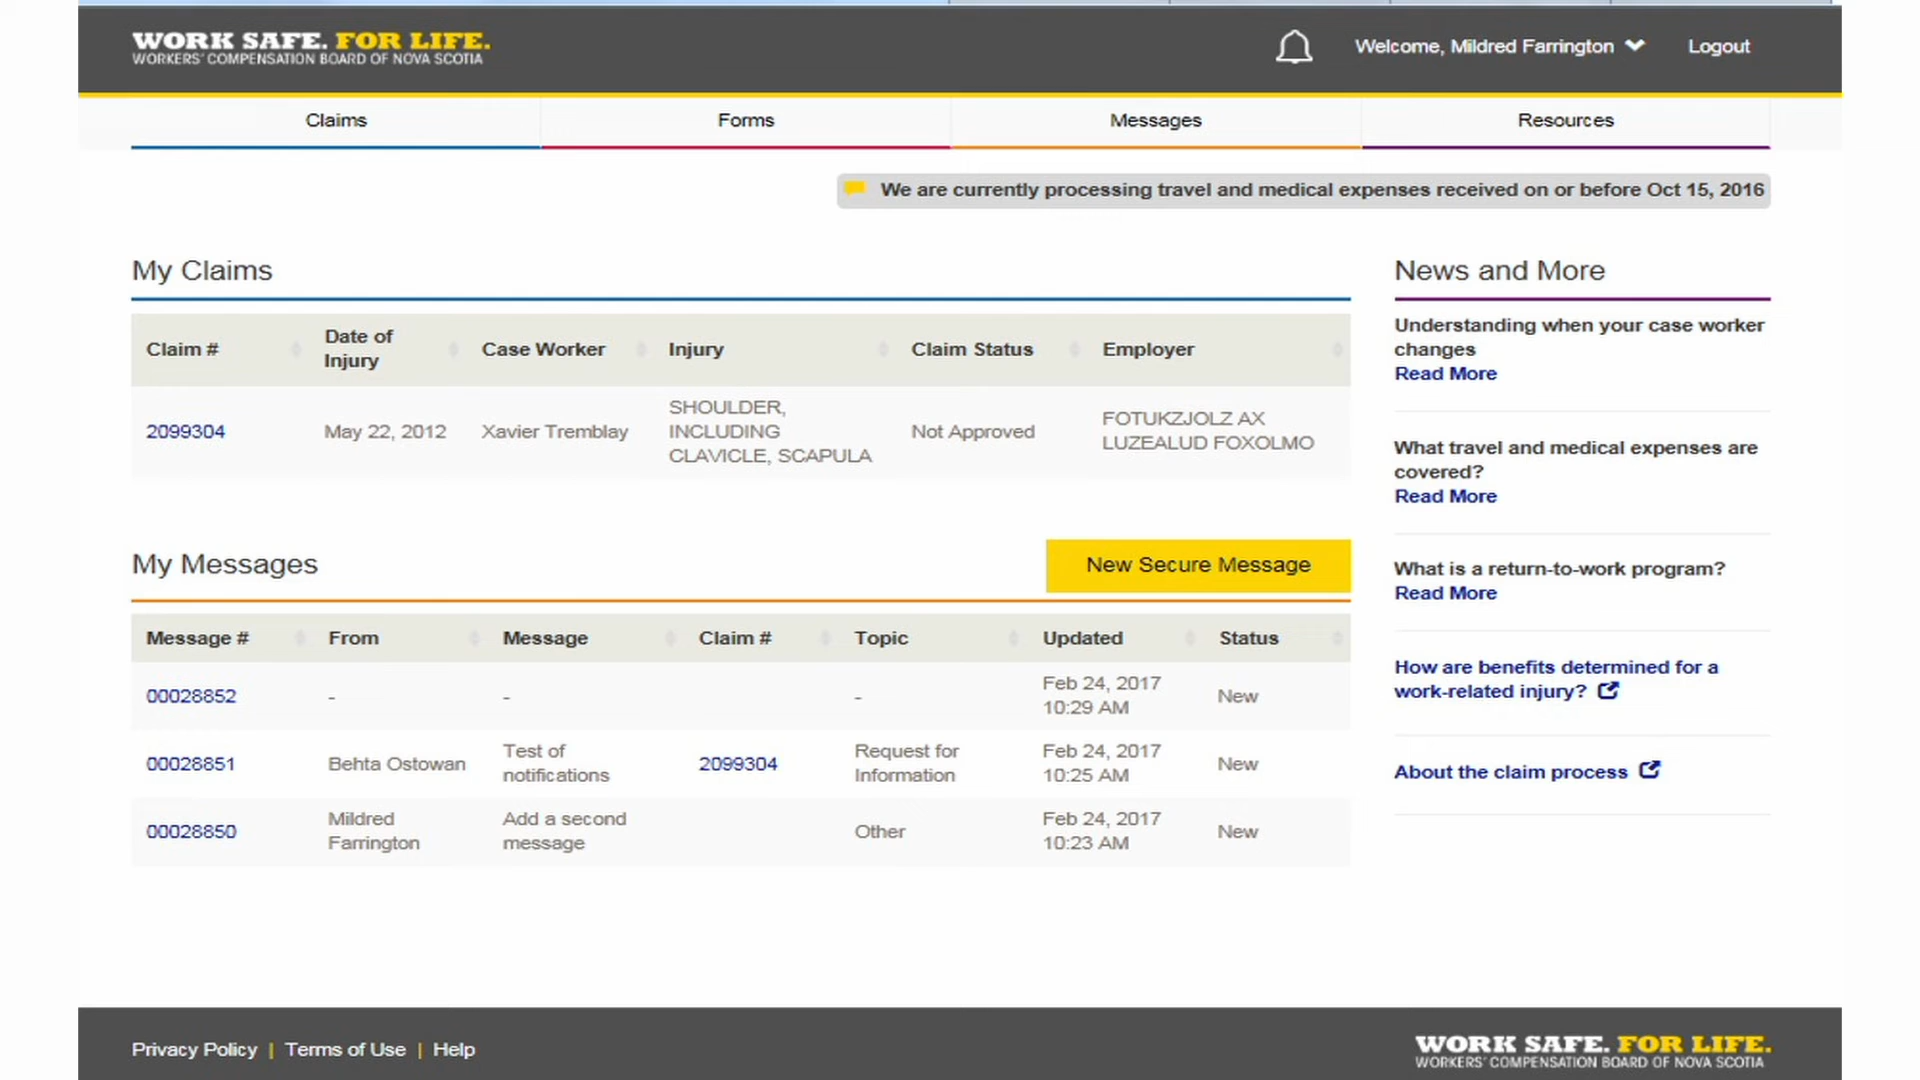 WORK SAFE. FOR LIFE.
WORKERS' COMPENSATION BOARD OF NOVA SCOTIA
Welcome, Mildred Farrington
Logout
Claims
Forms
Messages
Resources
We are currently processing travel and medical expenses received on or before Oct 15, 2016
My Claims
Claim #
Date of
Injury
Case Worker
Injury
Claim Status
Employer
2099304
May 22, 2012
Xavier Tremblay
SHOULDER,
INCLUDING
CLAVICLE, SCAPULA
Not Approved
FOTUKZJOLZ AX
LUZEALUD FOXOLMO
My Messages
New Secure Message
Message #
From
Message
Claim #
Topic
Updated
Status
00028852
-
-
-
Feb 24, 2017
10:29 AM
New
00028851
Behta Ostowan
Test of
notifications
2099304
Request for
Information
Feb 24, 2017
10:25 AM
New
00028850
Mildred
Farrington
Add a second
message
Other
Feb 24, 2017
10:23 AM
New
News and More
Understanding when your case worker
changes
Read More
What travel and medical expenses are
covered?
Read More
What is a return-to-work program?
Read More
How are benefits determined for a
work-related injury?
About the claim process
Privacy Policy | Terms of Use | Help
WORK SAFE. FOR LIFE.
WORKERS' COMPENSATION BOARD OF NOVA SCOTIA